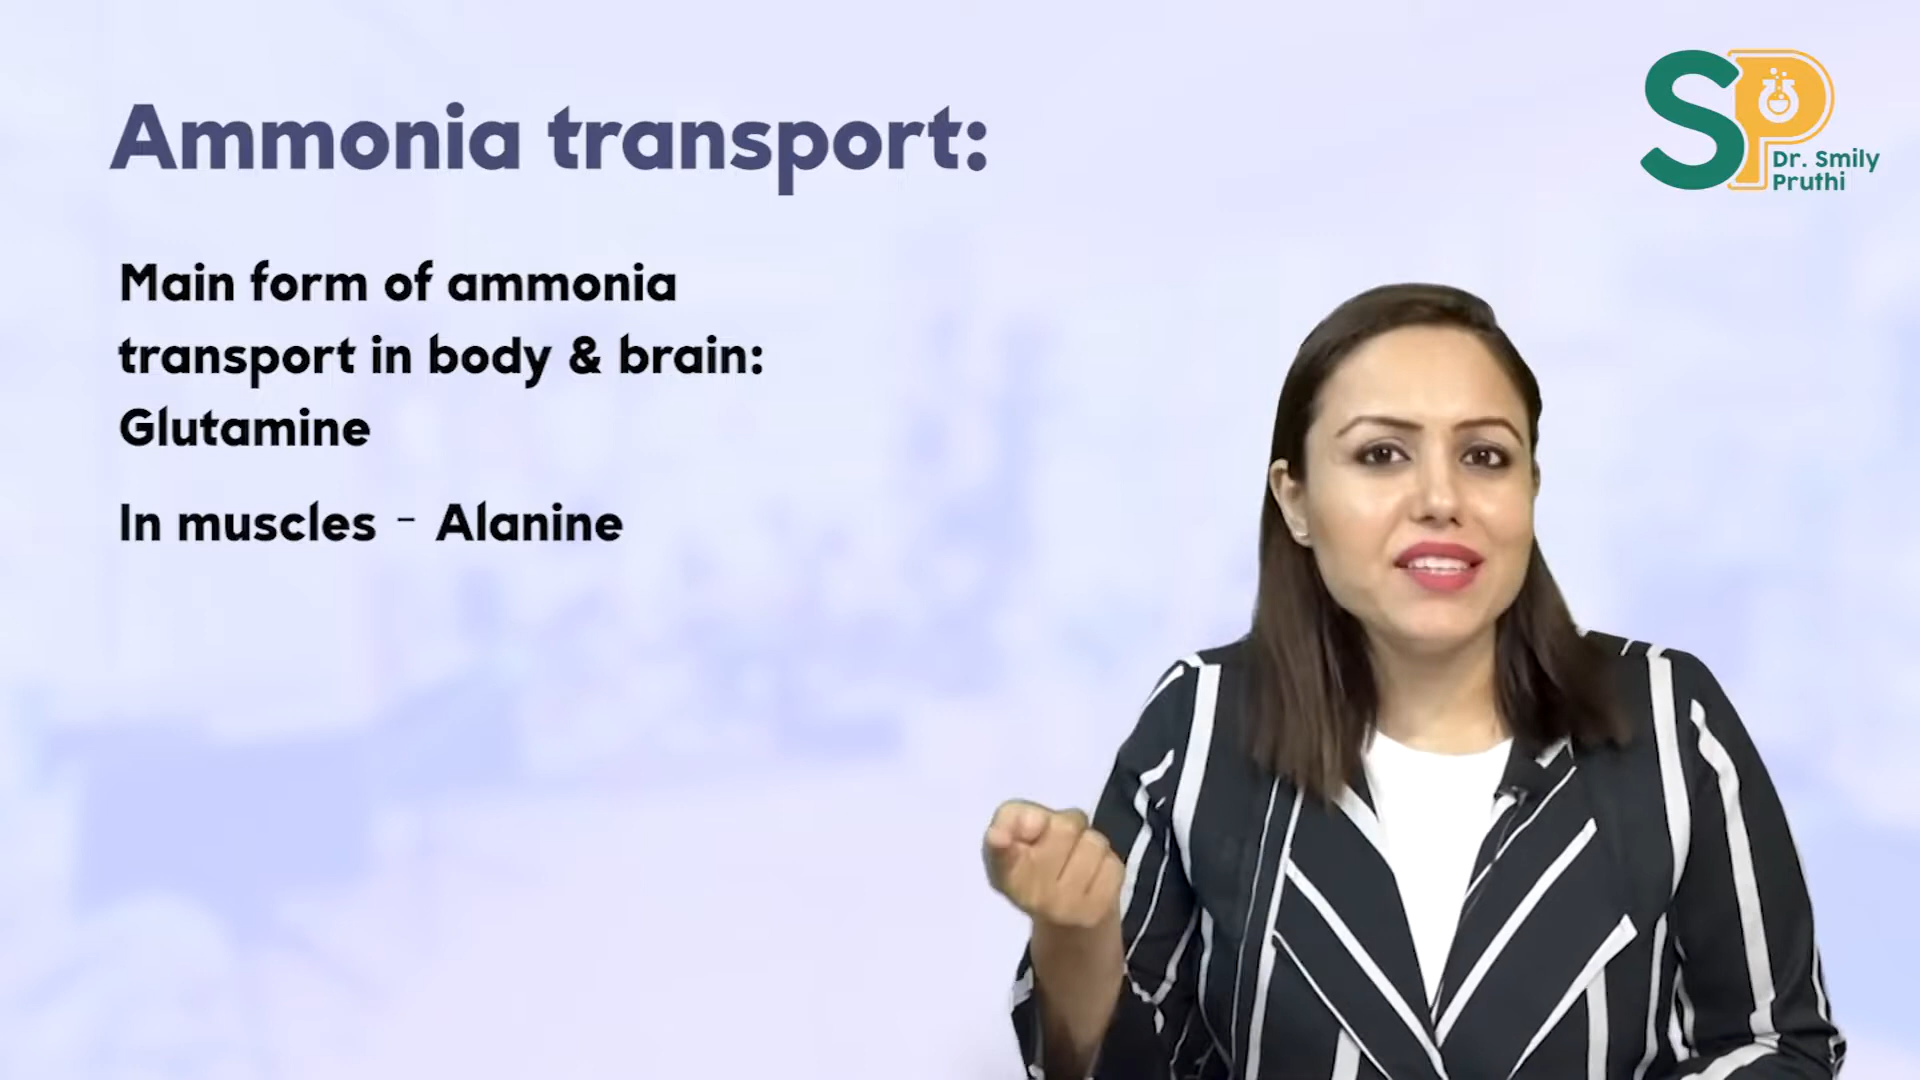 Ammonia transport:
Main form of ammonia
transport in body & brain:
Glutamine
In muscles - Alanine
SP
Dr. Smily
Pruthi